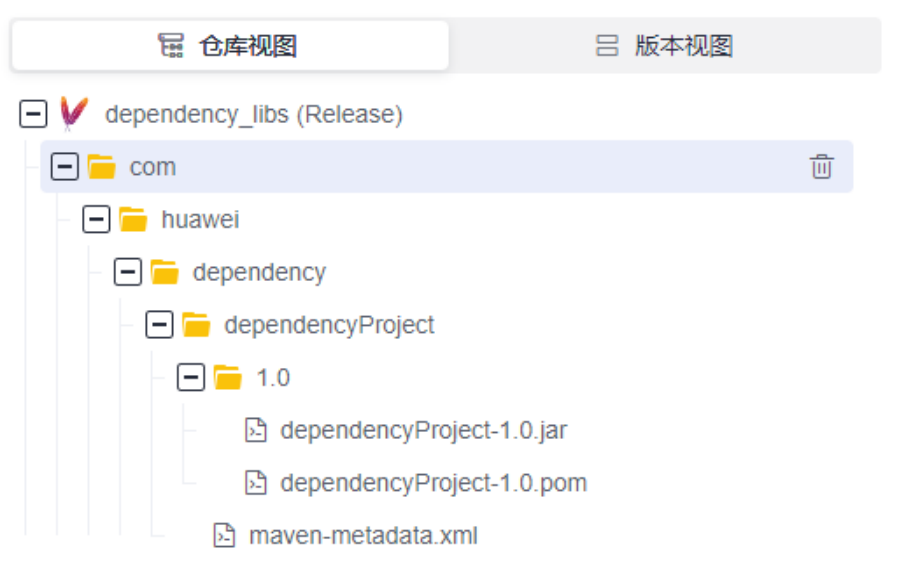 仓库视图 版本视图
dependency_libs (Release)
com
huawei
dependency
dependencyProject
1.0
dependencyProject-1.0.jar
dependencyProject-1.0.pom
maven-metadata.xml